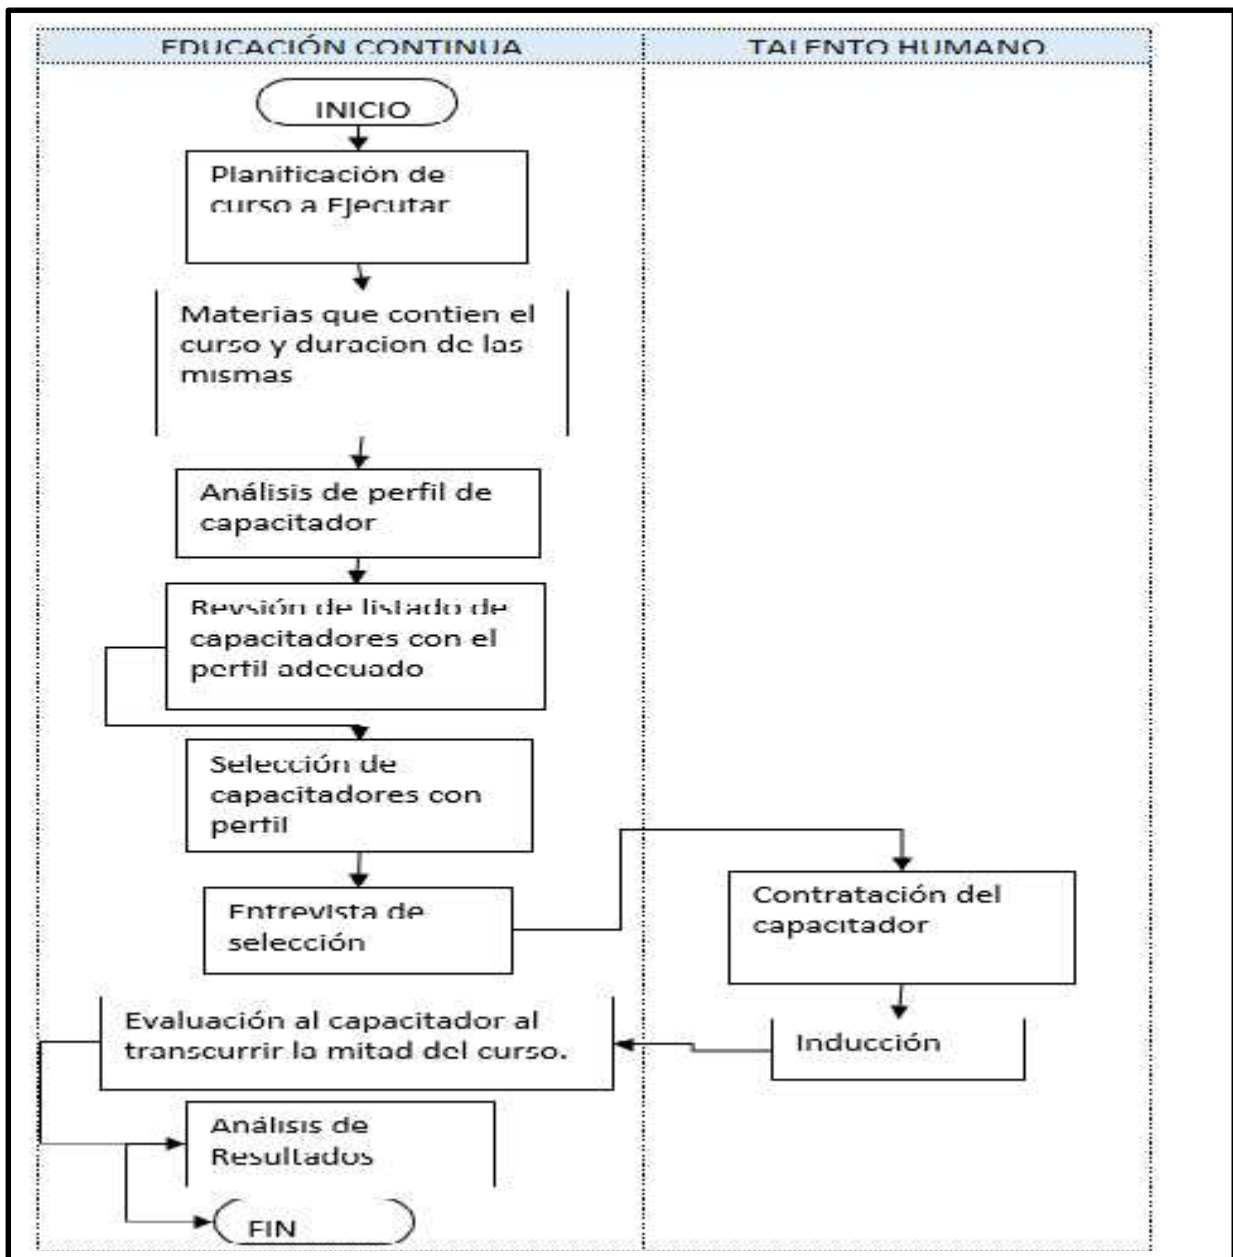 EDUCACIÓN CONTINUA
TALENTO HUMANO
INICIO
Planificación de
curso a Ejecutar
Materias que contien el
curso y duracion de las
mismas
Análisis de perfil de
capacitador
Revsión de listado de
capacitadores con el
perfil adecuado
Selección de
capacitadores con
perfil
Entrevista de
selección
Contratación del
capacitador
Inducción
Evaluación al capacitador al
transcurrir la mitad del curso.
Análisis de
Resultados
FIN